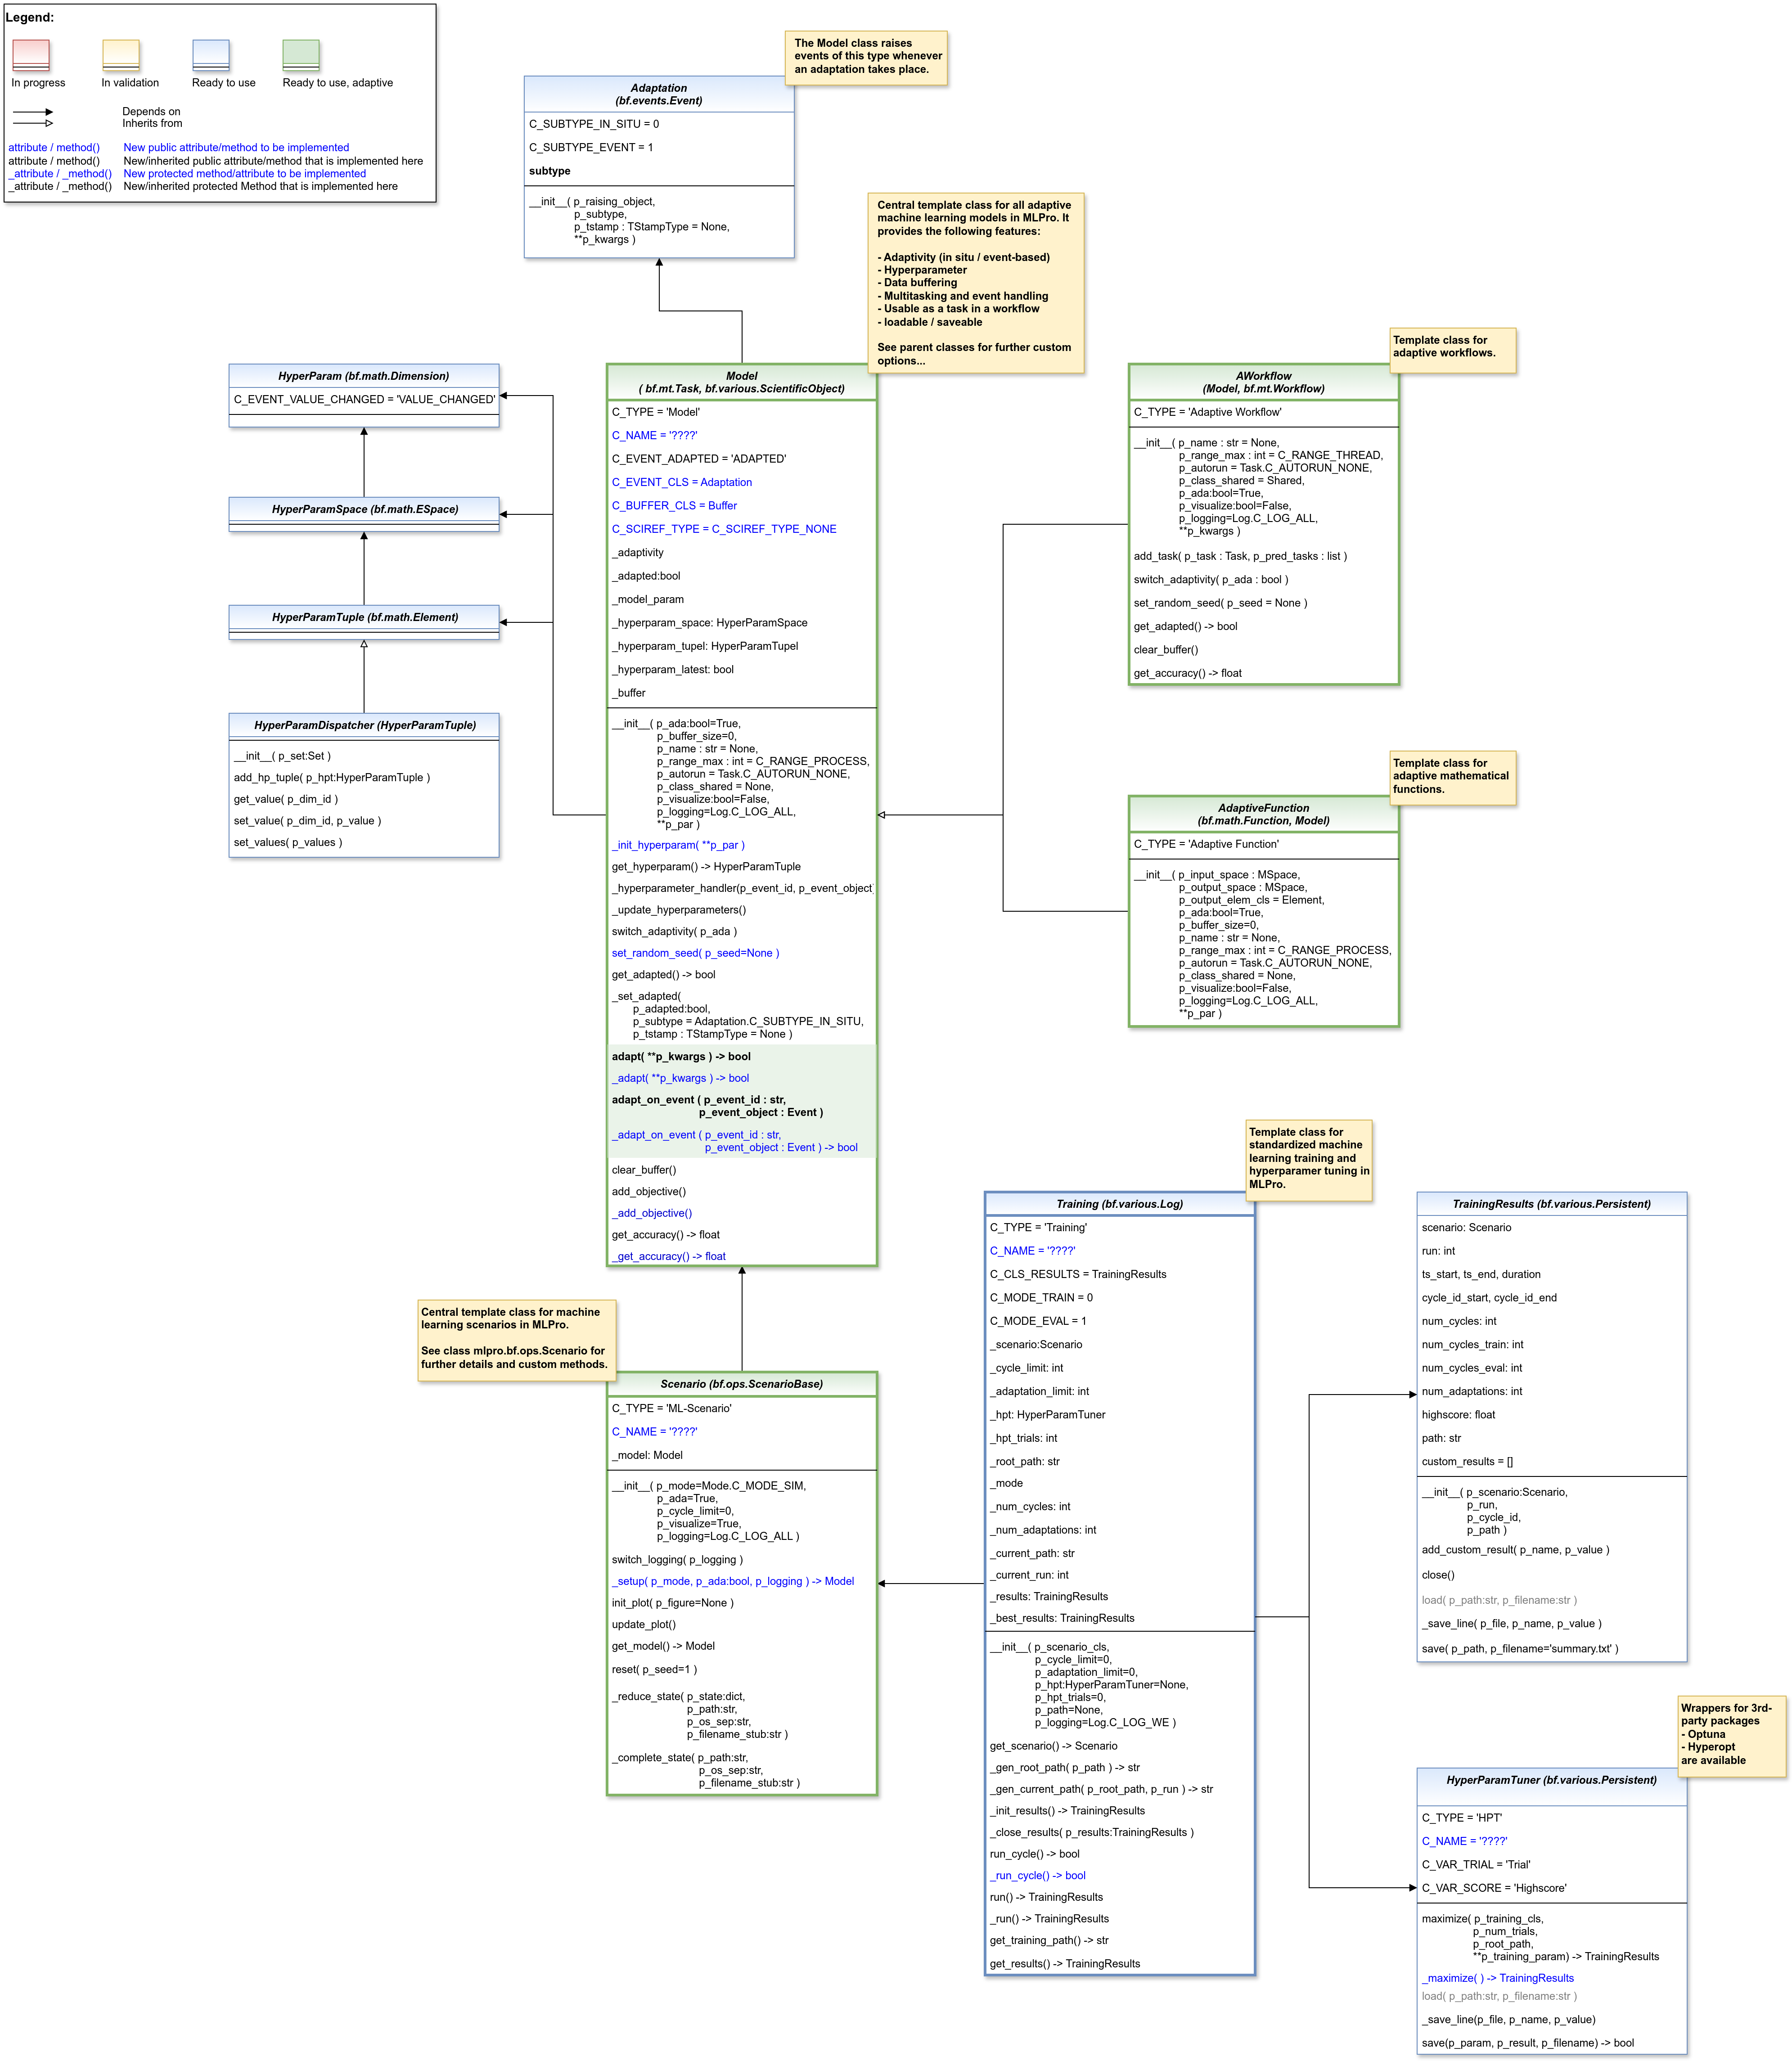 Legend:
In progress
In validation
Ready to use
Ready to use, adaptive
Depends on
Inherits from
attribute / method() New public attribute/method to be implemented
attribute / method() New/inherited public attribute/method that is implemented here
_attribute / _method() New protected method/attribute to be implemented
_attribute / _method() New/inherited protected Method that is implemented here
The Model class raises
events of this type whenever
an adaptation takes place.
Adaptation
(bf.events.Event)
C_SUBTYPE_IN_SITU = 0
C_SUBTYPE_EVENT = 1
subtype
__init__( p_raising_object,
p_subtype,
p_tstamp : TStampType = None,
**p_kwargs )
Central template class for all adaptive
machine learning models in MLPro. It
provides the following features:
- Adaptivity (in situ / event-based)
- Hyperparameter
- Data buffering
- Multitasking and event handling
- Usable as a task in a workflow
- loadable / saveable
See parent classes for further custom
options...
HyperParam (bf.math.Dimension)
C_EVENT_VALUE_CHANGED = 'VALUE_CHANGED'
HyperParamSpace (bf.math.ESpace)
HyperParamTuple (bf.math.Element)
HyperParamDispatcher (HyperParamTuple)
__init__( p_set:Set )
add_hp_tuple( p_hpt:HyperParamTuple )
get_value( p_dim_id )
set_value( p_dim_id, p_value )
set_values( p_values )
Model
( bf.mt.Task, bf.various.ScientificObject)
C_TYPE = 'Model'
C_NAME = '????'
C_EVENT_ADAPTED = 'ADAPTED'
C_EVENT_CLS = Adaptation
C_BUFFER_CLS = Buffer
C_SCIREF_TYPE = C_SCIREF_TYPE_NONE
_adaptivity
_adapted:bool
_model_param
_hyperparam_space: HyperParamSpace
_hyperparam_tupel: HyperParamTupel
_hyperparam_latest: bool
_buffer
__init__( p_ada:bool=True,
p_buffer_size=0,
p_name : str = None,
p_range_max : int = C_RANGE_PROCESS,
p_autorun = Task.C_AUTORUN_NONE,
p_class_shared = None,
p_visualize:bool=False,
p_logging=Log.C_LOG_ALL,
**p_par )
_init_hyperparam( **p_par )
get_hyperparam() -> HyperParamTuple
_hyperparameter_handler(p_event_id, p_event_object)
_update_hyperparameters()
switch_adaptivity( p_ada )
set_random_seed( p_seed=None )
get_adapted() -> bool
_set_adapted(
p_adapted:bool,
p_subtype = Adaptation.C_SUBTYPE_IN_SITU,
p_tstamp : TStampType = None )
adapt( **p_kwargs ) -> bool
_adapt( **p_kwargs ) -> bool
adapt_on_event ( p_event_id : str,
p_event_object : Event )
_adapt_on_event ( p_event_id : str,
p_event_object : Event ) -> bool
clear_buffer()
add_objective()
_add_objective()
get_accuracy() -> float
_get_accuracy() -> float
Template class for
adaptive workflows.
AWorkflow
(Model, bf.mt.Workflow)
C_TYPE = 'Adaptive Workflow'
__init__( p_name : str = None,
p_range_max : int = C_RANGE_THREAD,
p_autorun = Task.C_AUTORUN_NONE,
p_class_shared = Shared,
p_ada:bool=True,
p_visualize:bool=False,
p_logging=Log.C_LOG_ALL,
**p_kwargs )
add_task( p_task : Task, p_pred_tasks : list )
switch_adaptivity( p_ada : bool )
set_random_seed( p_seed = None )
get_adapted() -> bool
clear_buffer()
get_accuracy() -> float
Template class for
adaptive mathematical
functions.
AdaptiveFunction
(bf.math.Function, Model)
C_TYPE = 'Adaptive Function'
__init__( p_input_space : MSpace,
p_output_space : MSpace,
p_output_elem_cls = Element,
p_ada:bool=True,
p_buffer_size=0,
p_name : str = None,
p_range_max : int = C_RANGE_PROCESS,
p_autorun = Task.C_AUTORUN_NONE,
p_class_shared = None,
p_visualize:bool=False,
p_logging=Log.C_LOG_ALL,
**p_par )
Central template class for machine
learning scenarios in MLPro.
See class mlpro.bf.ops.Scenario for
further details and custom methods.
Scenario (bf.ops.ScenarioBase)
C_TYPE = 'ML-Scenario'
C_NAME = '????'
_model: Model
__init__( p_mode=Mode.C_MODE_SIM,
p_ada=True,
p_cycle_limit=0,
p_visualize=True,
p_logging=Log.C_LOG_ALL )
switch_logging( p_logging )
_setup( p_mode, p_ada:bool, p_logging ) -> Model
init_plot( p_figure=None )
update_plot()
get_model() -> Model
reset( p_seed=1 )
_reduce_state( p_state:dict,
p_path:str,
p_os_sep:str,
p_filename_stub:str )
_complete_state( p_path:str,
p_os_sep:str,
p_filename_stub:str )
Template class for
standardized machine
learning training and
hyperparamer tuning in
MLPro.
Training (bf.various.Log)
C_TYPE = 'Training'
C_NAME = '????'
C_CLS_RESULTS = TrainingResults
C_MODE_TRAIN = 0
C_MODE_EVAL = 1
_scenario:Scenario
_cycle_limit: int
_adaptation_limit: int
_hpt: HyperParamTuner
_hpt_trials: int
_root_path: str
_mode
_num_cycles: int
_num_adaptations: int
_current_path: str
_current_run: int
_results: TrainingResults
_best_results: TrainingResults
__init__( p_scenario_cls,
p_cycle_limit=0,
p_adaptation_limit=0,
p_hpt:HyperParamTuner=None,
p_hpt_trials=0,
p_path=None,
p_logging=Log.C_LOG_WE )
get_scenario() -> Scenario
_gen_root_path( p_path ) -> str
_gen_current_path( p_root_path, p_run ) -> str
_init_results() -> TrainingResults
_close_results( p_results:TrainingResults )
run_cycle() -> bool
_run_cycle() -> bool
run() -> TrainingResults
_run() -> TrainingResults
get_training_path() -> str
get_results() -> TrainingResults
TrainingResults (bf.various.Persistent)
scenario: Scenario
run: int
ts_start, ts_end, duration
cycle_id_start, cycle_id_end
num_cycles: int
num_cycles_train: int
num_cycles_eval: int
num_adaptations: int
highscore: float
path: str
custom_results = []
__init__( p_scenario:Scenario,
p_run,
p_cycle_id,
p_path )
add_custom_result( p_name, p_value )
close()
load( p_path:str, p_filename:str )
_save_line( p_file, p_name, p_value )
save( p_path, p_filename='summary.txt' )
Wrappers for 3rd-
party packages
- Optuna
- Hyperopt
are available
HyperParamTuner (bf.various.Persistent)
C_TYPE = 'HPT'
C_NAME = '????'
C_VAR_TRIAL = 'Trial'
C_VAR_SCORE = 'Highscore'
maximize( p_training_cls,
p_num_trials,
p_root_path,
**p_training_param) -> TrainingResults
_maximize( ) -> TrainingResults
load( p_path:str, p_filename:str )
_save_line(p_file, p_name, p_value)
save(p_param, p_result, p_filename) -> bool